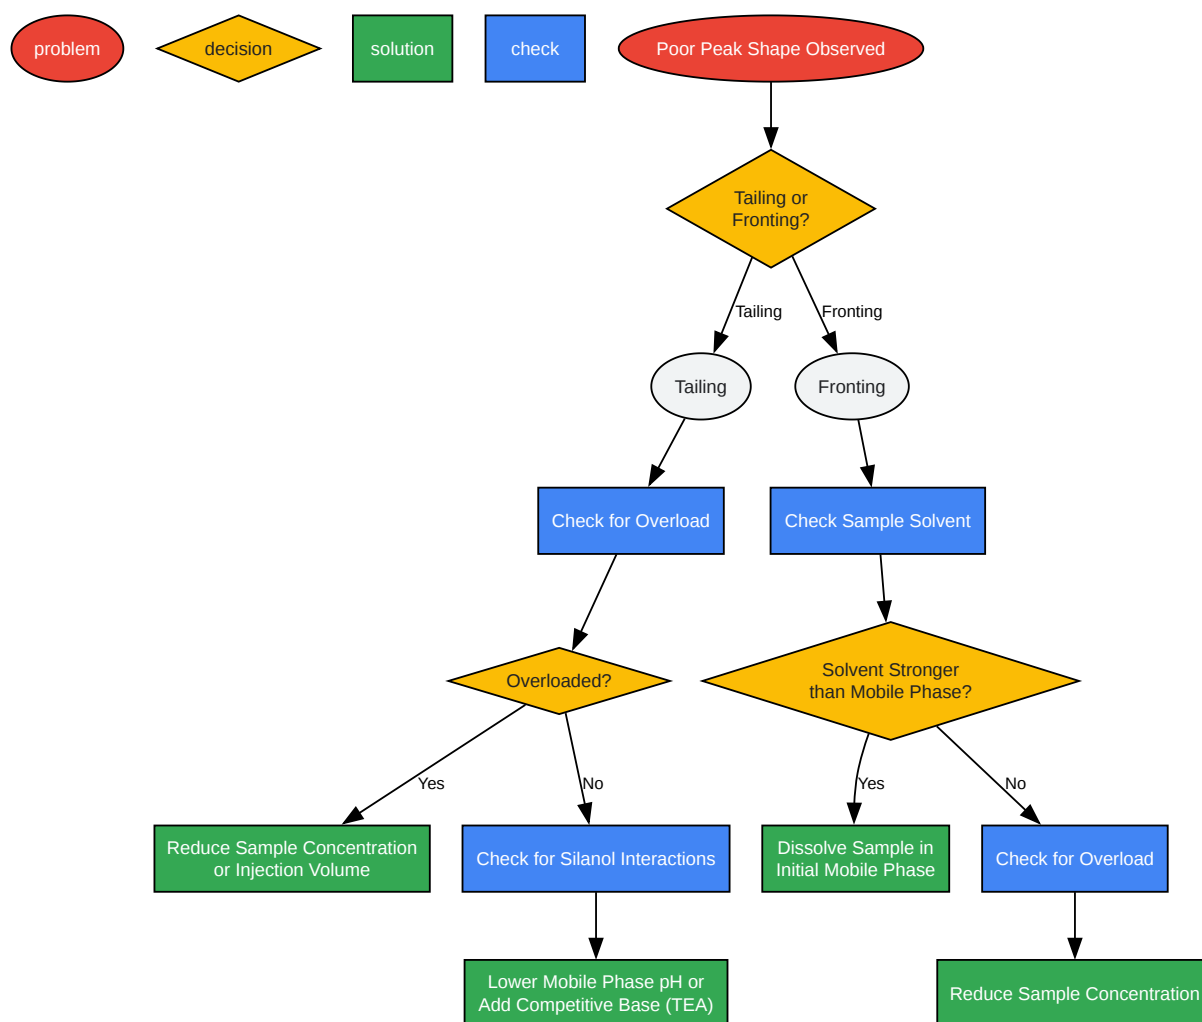 problem
decision
solution
check
Poor Peak Shape Observed
Tailing or
Fronting?
Tailing
Fronting
Tailing
Fronting
Check for Overload
Check Sample Solvent
Overloaded?
Solvent Stronger
than Mobile Phase?
Yes
No
Yes
No
Reduce Sample Concentration
or Injection Volume
Check for Silanol Interactions
Dissolve Sample in
Initial Mobile Phase
Check for Overload
Lower Mobile Phase pH or
Add Competitive Base (TEA)
Reduce Sample Concentration